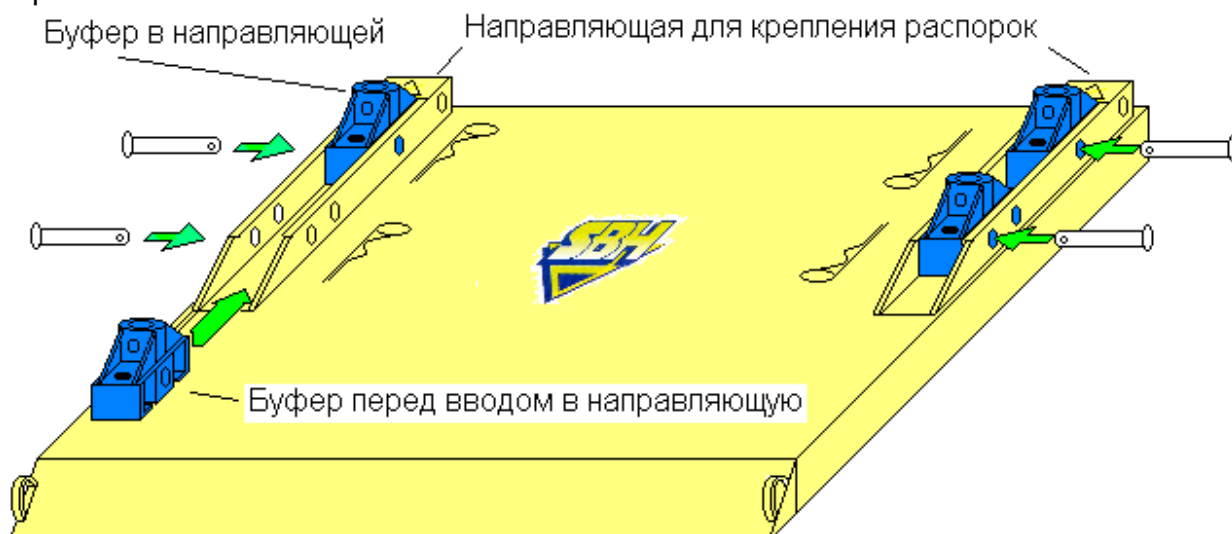 Буфер в направляющей
Направляющая для крепления распорок
SBH
Буфер перед вводом в направляющую